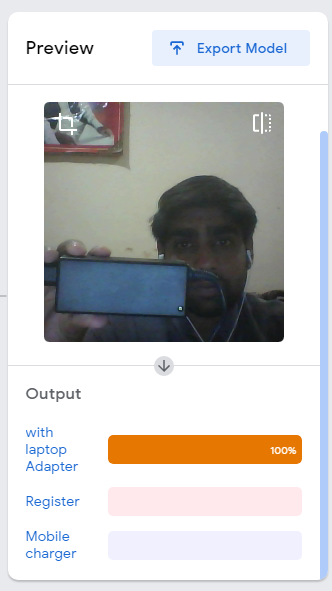 Preview
Export Model
Output
with
laptop
Adapter
100%
Register
Mobile
charger